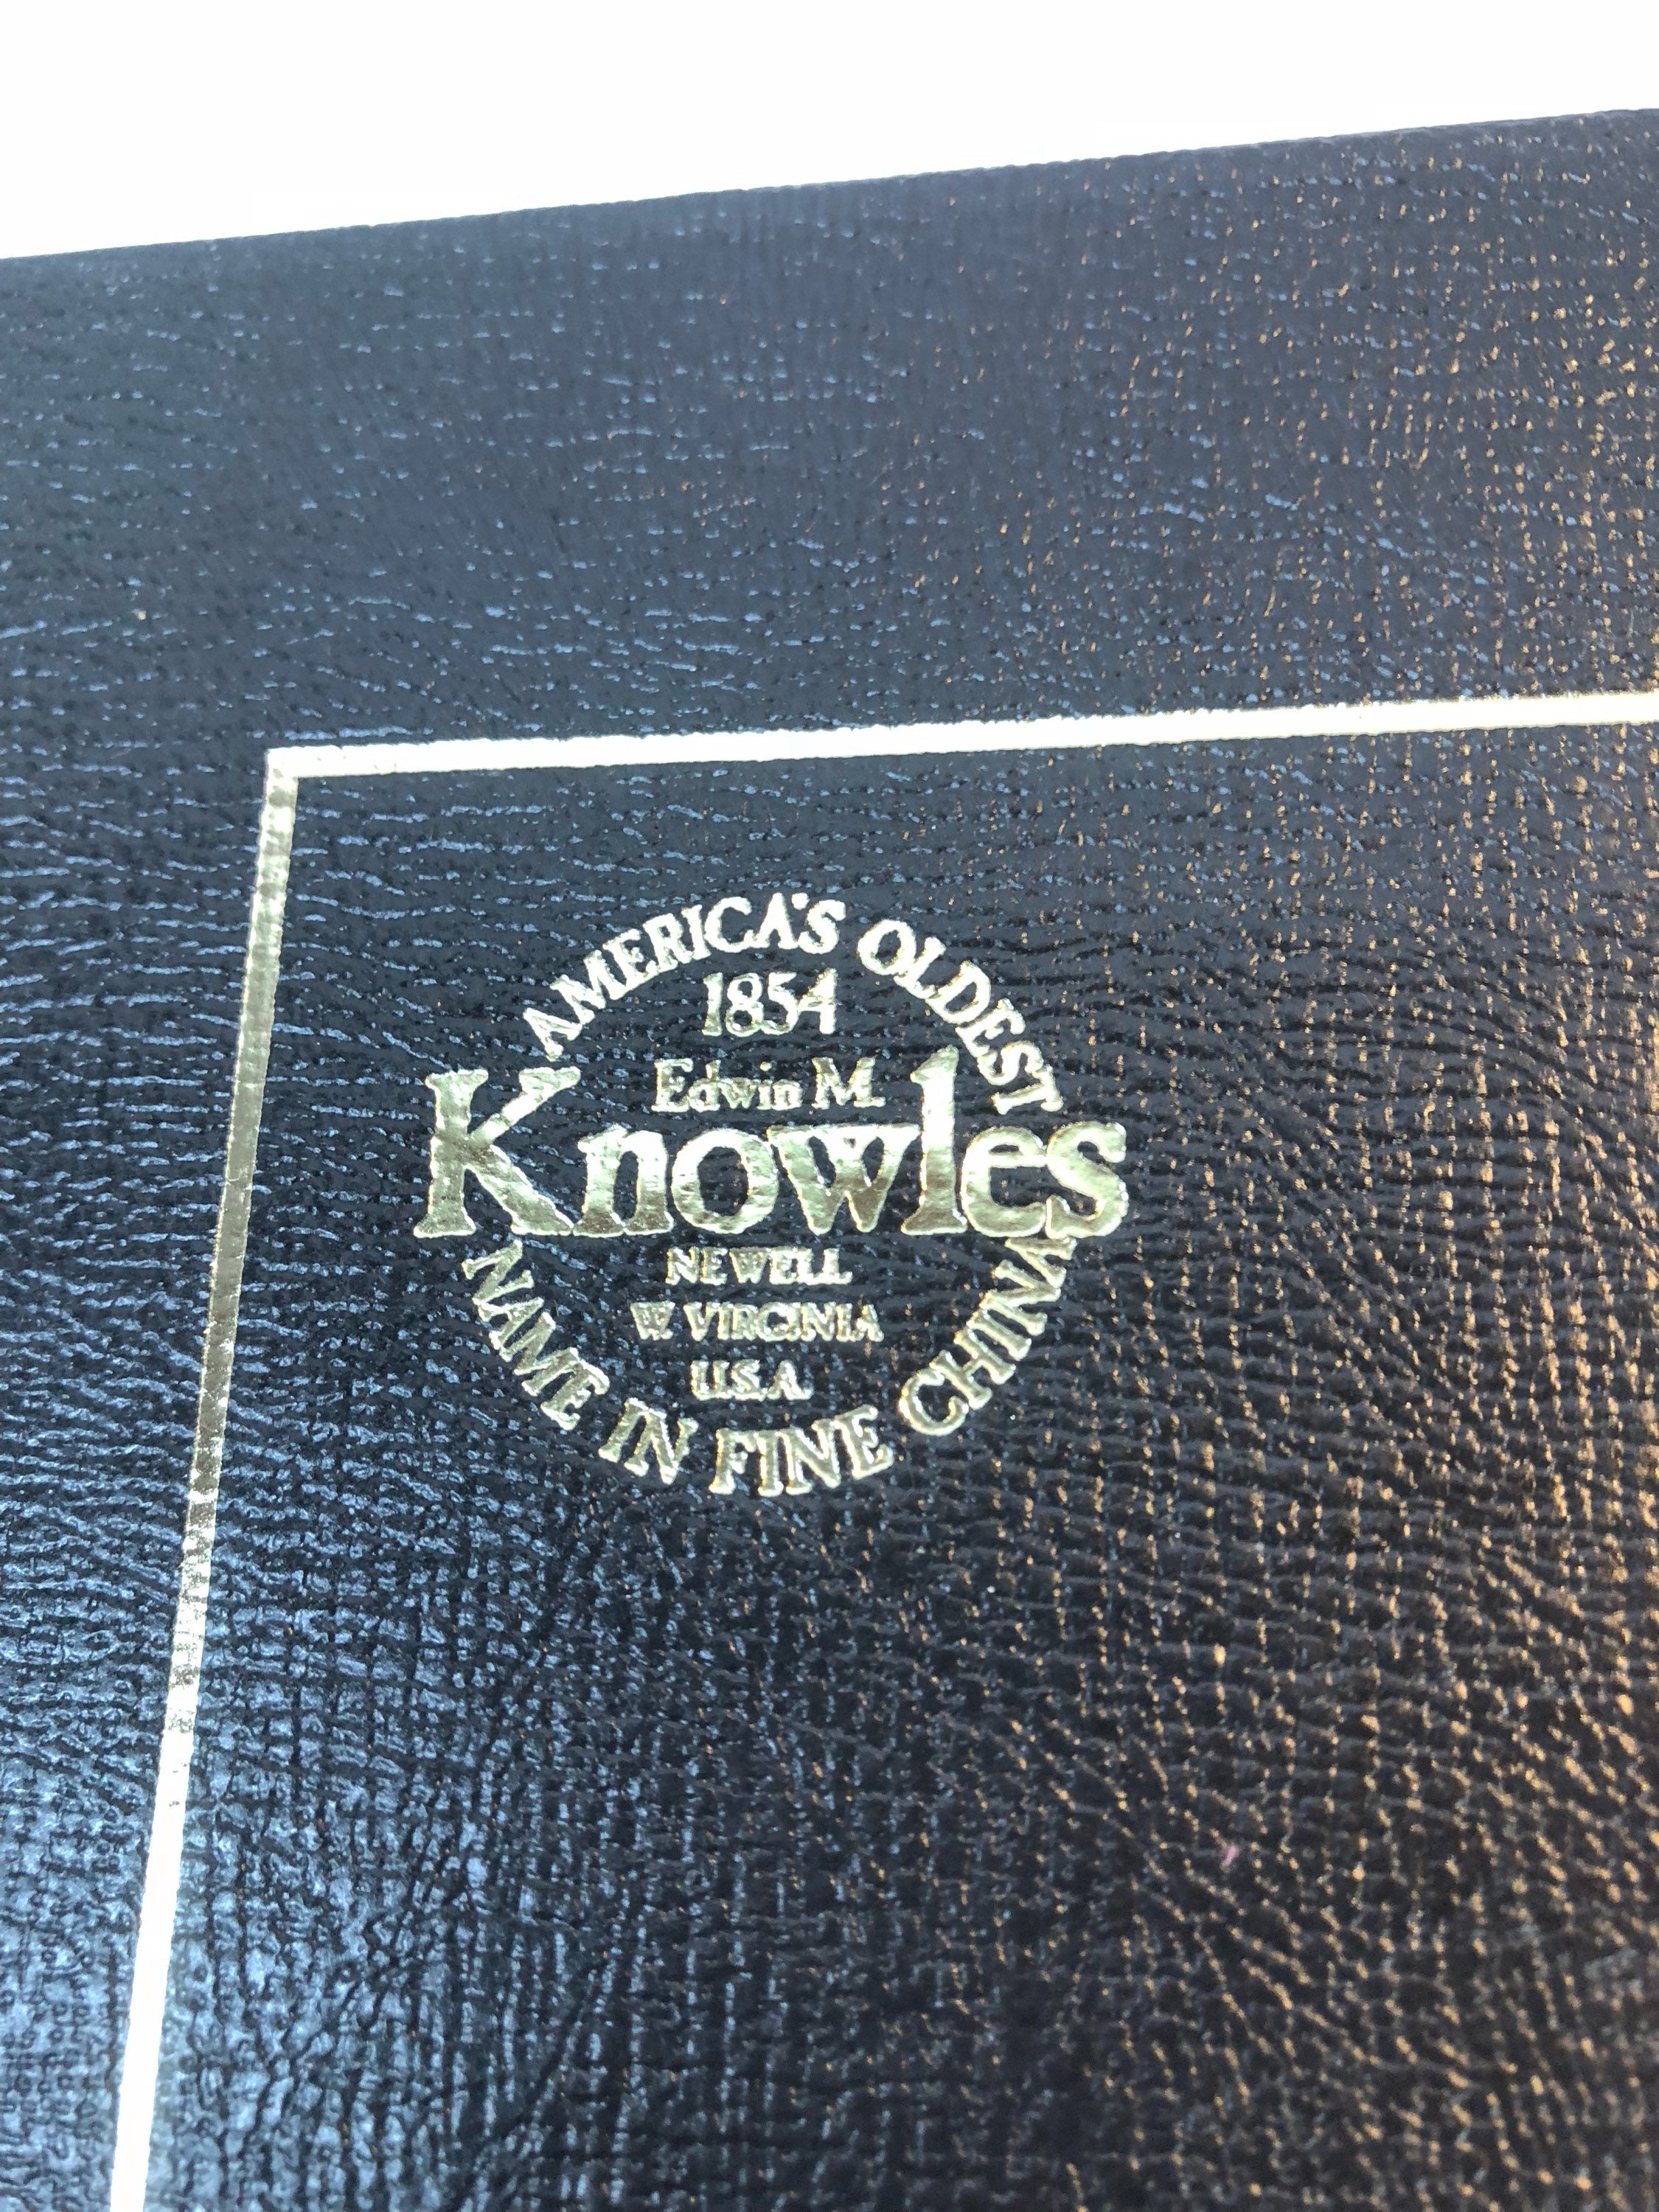 AMERICA'S OLDEST
1854
Edwin M.
Knowles
NEWELL
W. VIRGINIA
U.S.A.
NAME IN FINE CHINA